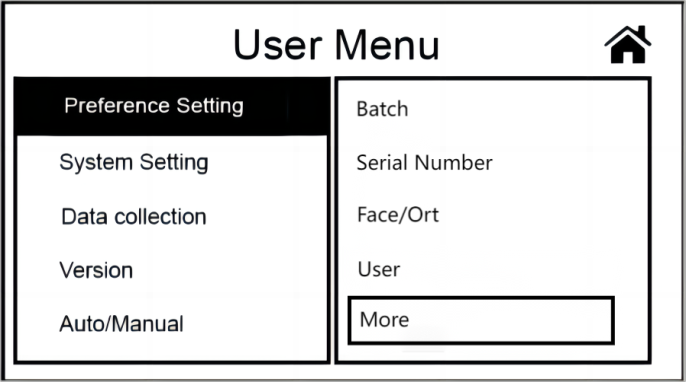 User Menu
Preference Setting
System Setting
Data collection
Version
Auto/Manual
Batch
Serial Number
Face/Ort
User
More